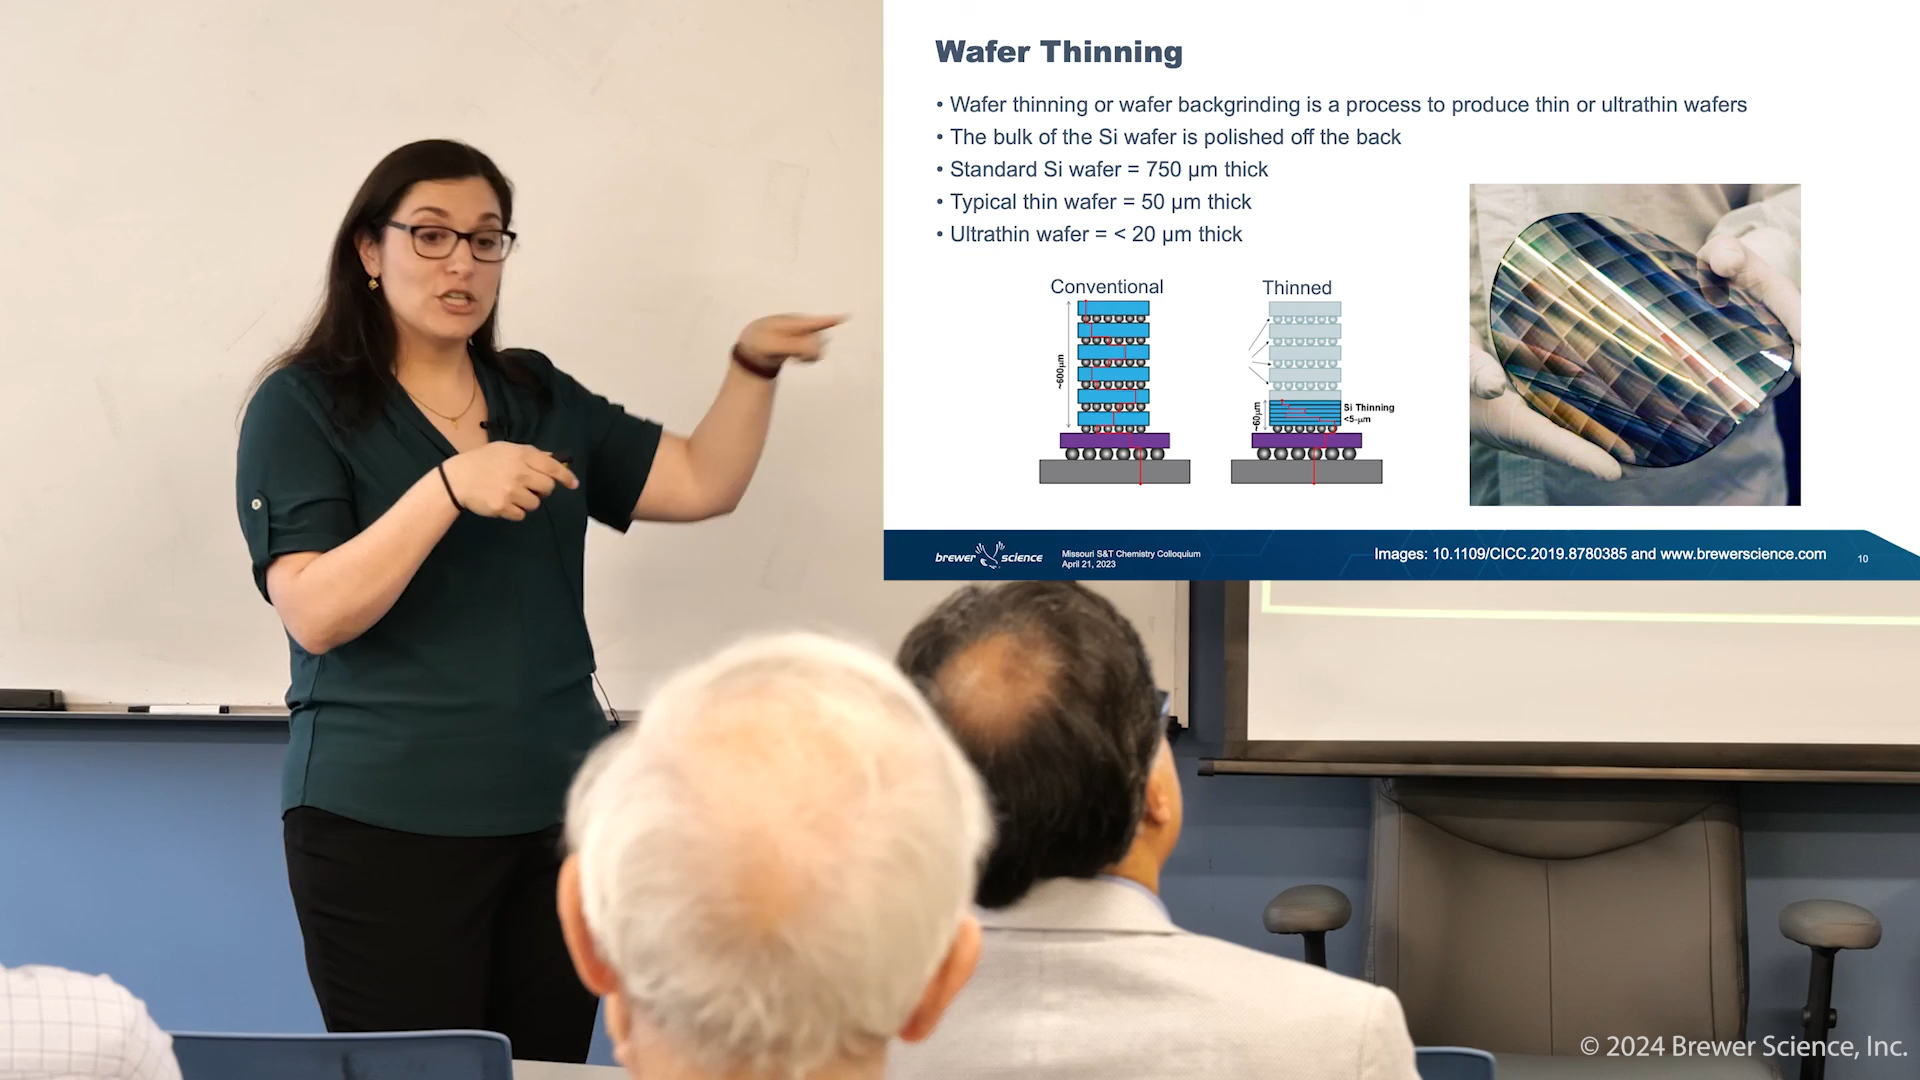 Wafer Thinning
• Wafer thinning or wafer backgrinding is a process to produce thin or ultrathin wafers
• The bulk of the Si wafer is polished off the back
• Standard Si wafer = 750 µm thick
• Typical thin wafer = 50 µm thick
• Ultrathin wafer = < 20 µm thick
Conventional
Thinned
~600µm
~60µm
Si Thinning
<5-µm
brewer science
Missouri S&T Chemistry Colloquium
April 21, 2023
Images: 10.1109/CICC.2019.8780385 and www.brewerscience.com
10
© 2024 Brewer Science, Inc.